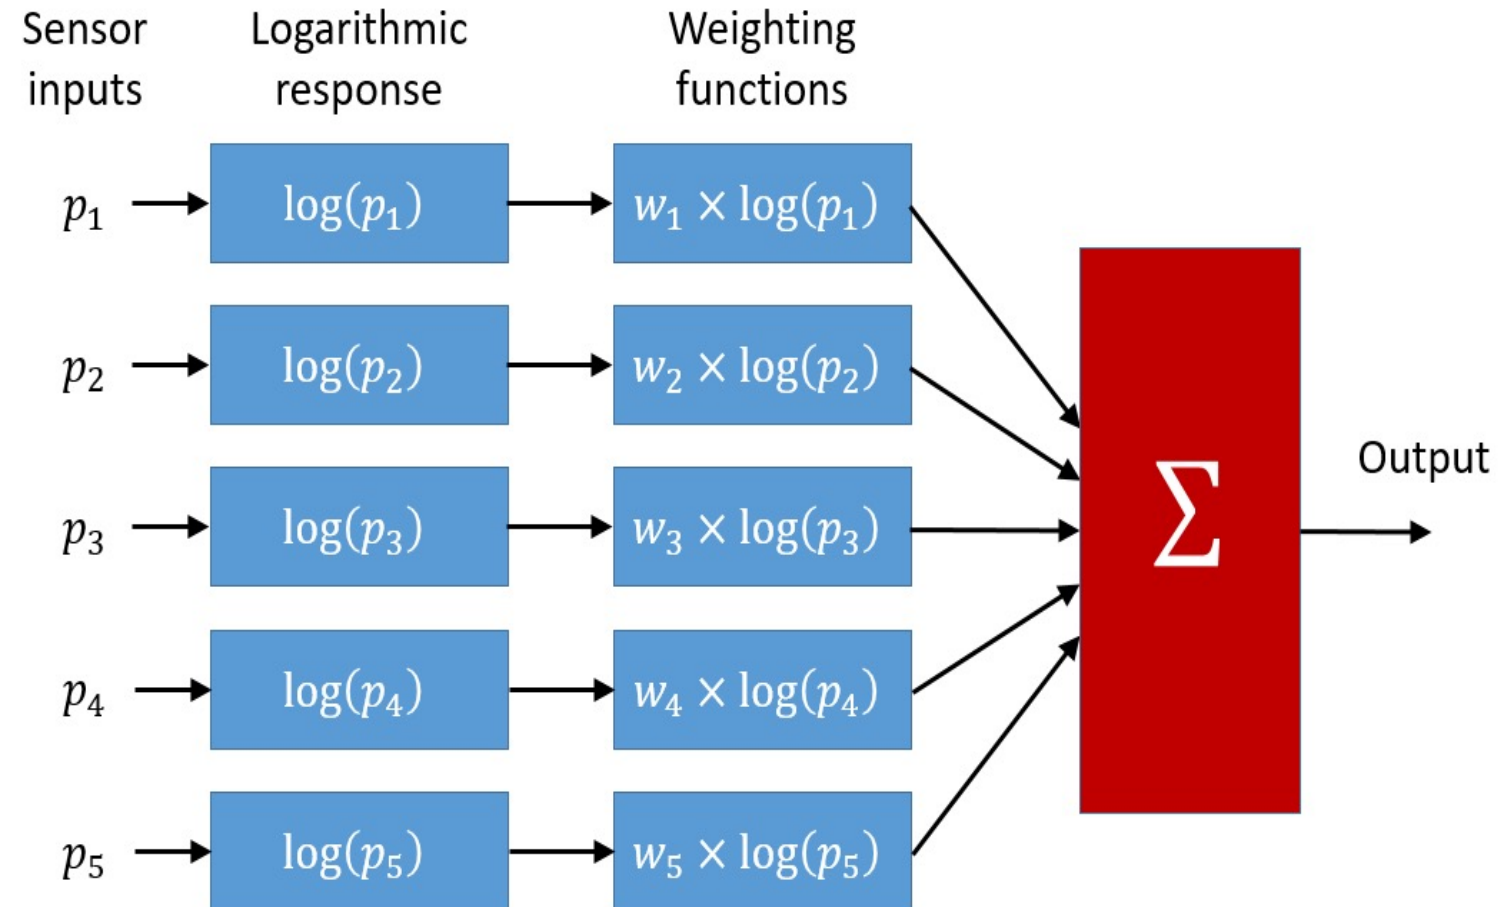 Sensor inputs
Logarithmic response
Weighting functions
p₁ log(p₁) w₁ × log(p₁)
p₂ log(p₂) w₂ × log(p₂)
p₃ log(p₃) w₃ × log(p₃)
p₄ log(p₄) w₄ × log(p₄)
p₅ log(p₅) w₅ × log(p₅)
∑
Output